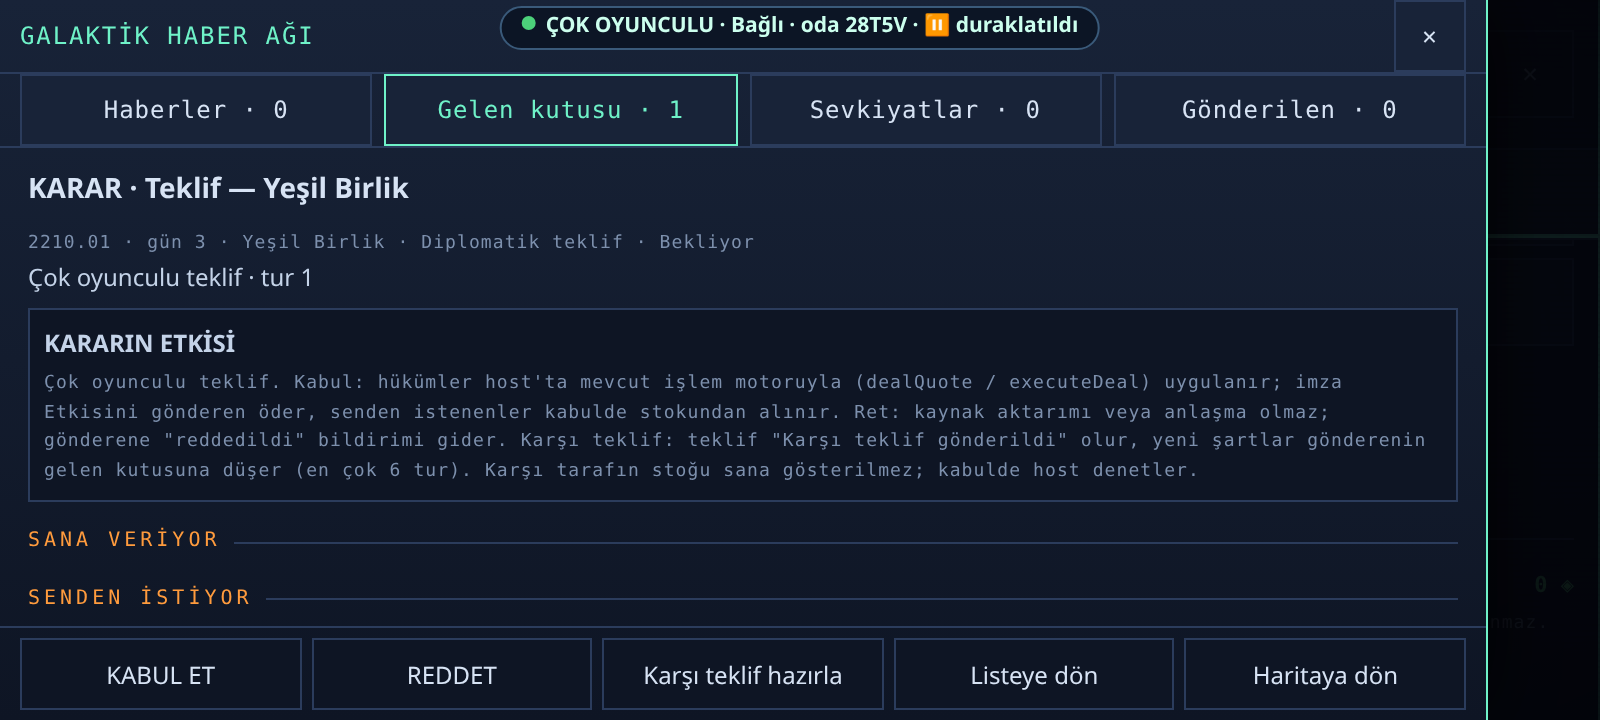 GALAKTİK HABER AĞI
ÇOK OYUNCULU · Bağlı · oda 28T5V · ⏸ duraklatıldı
×
Haberler · 0
Gelen kutusu · 1
Sevkiyatlar · 0
Gönderilen · 0
KARAR · Teklif — Yeşil Birlik
2210.01 · gün 3 · Yeşil Birlik · Diplomatik teklif · Bekliyor
Çok oyunculu teklif · tur 1
KARARIN ETKİSİ
Çok oyunculu teklif. Kabul: hükümler host'ta mevcut işlem motoruyla (dealQuote / executeDeal) uygulanır; imza
Etkisini gönderen öder, senden istenenler kabulde stokundan alınır. Ret: kaynak aktarımı veya anlaşma olmaz;
gönderene "reddedildi" bildirimi gider. Karşı teklif: teklif "Karşı teklif gönderildi" olur, yeni şartlar gönderenin
gelen kutusuna düşer (en çok 6 tur). Karşı tarafın stoğu sana gösterilmez; kabulde host denetler.
SANA VERİYOR
SENDEN İSTİYOR
0 ◈
KABUL ET
REDDET
Karşı teklif hazırla
Listeye dön
Haritaya dön